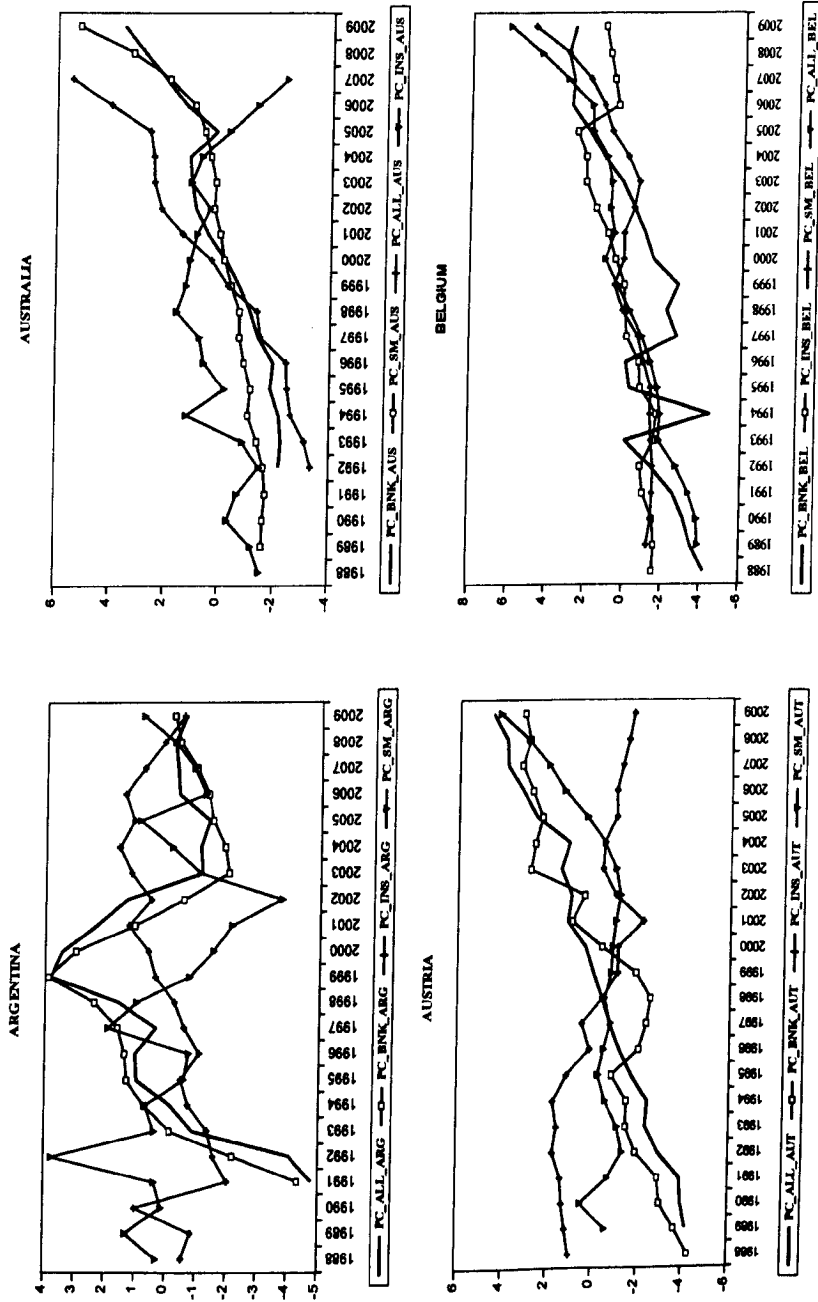 ARGENTINA
4
3
2
1
0
-1
-2
-3
-4
-5
1988 1989 1990 1991 1992 1993 1994 1995 1996 1997 1998 1999 2000 2001 2002 2003 2004 2005 2006 2007 2008 2009
PC_ALL_ARG PC_BNK_ARG PC_INS_ARG PC_SM_ARG
AUSTRALIA
6
4
2
0
-2
-4
1988 1989 1990 1991 1992 1993 1994 1995 1996 1997 1998 1999 2000 2001 2002 2003 2004 2005 2006 2007 2008 2009
PC_BNK_AUS PC_SM_AUS PC_ALL_AUS PC_INS_AUS
AUSTRIA
6
4
2
0
-2
-4
-6
1988 1989 1990 1991 1992 1993 1994 1995 1996 1997 1998 1999 2000 2001 2002 2003 2004 2005 2006 2007 2008 2009
PC_ALL_AUT PC_BNK_AUT PC_INS_AUT PC_SM_AUT
BELGIUM
8
6
4
2
0
-2
-4
-6
1988 1989 1990 1991 1992 1993 1994 1995 1996 1997 1998 1999 2000 2001 2002 2003 2004 2005 2006 2007 2008 2009
PC_BNK_BEL PC_INS_BEL PC_SM_BEL PC_ALL_BEL